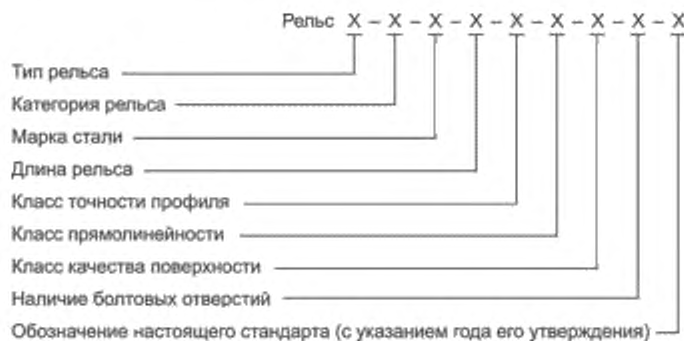 Рельс X – X – X – X – X – X – X – X – X
Тип рельса
Категория рельса
Марка стали
Длина рельса
Класс точности профиля
Класс прямолинейности
Класс качества поверхности
Наличие болтовых отверстий
Обозначение настоящего стандарта (с указанием года его утверждения)